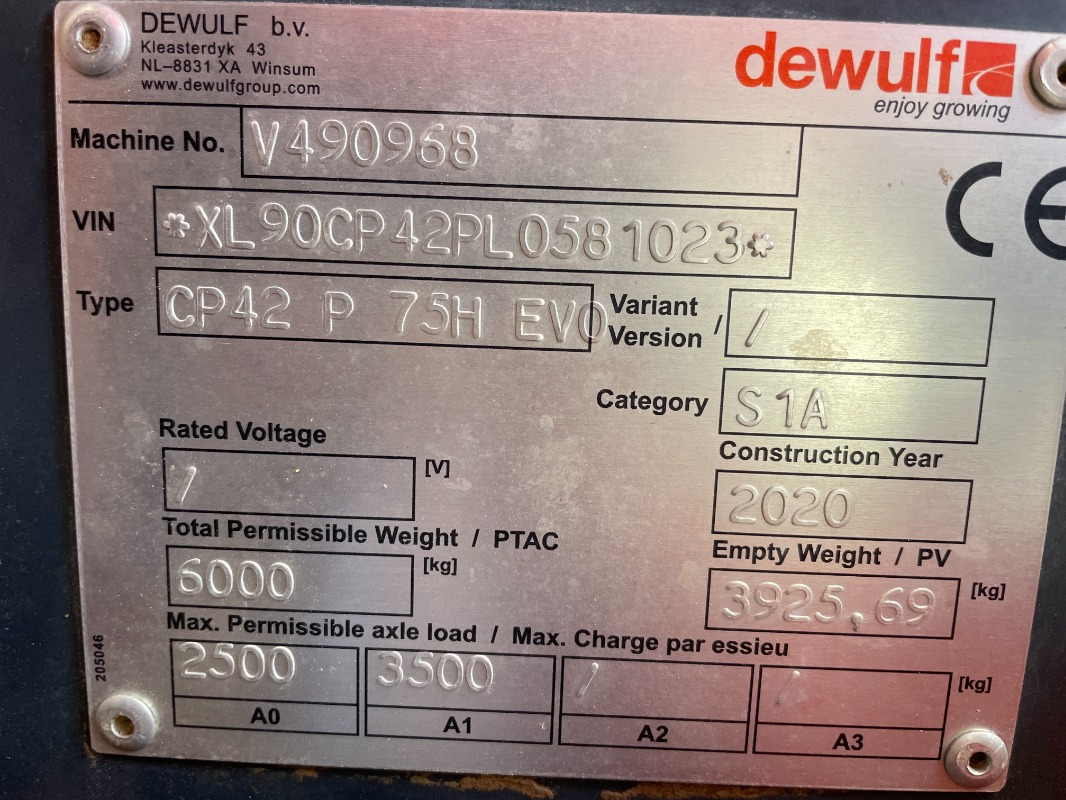 DEWULF b.v.
Kleasterdyk 43
NL-8831 XA Winsum
www.dewulfgroup.com
dewulf
enjoy growing
Machine No. V490968
CE
VIN *XL90CP42PL0581023*
Type CP42 P 75H EVO
Variant / Version /
Category S1A
Rated Voltage
/ [V]
Construction Year
2020
Total Permissible Weight / PTAC
6000 [kg]
Empty Weight / PV
3925,69 [kg]
Max. Permissible axle load / Max. Charge par essieu
2500 3500 / / [kg]
A0 A1 A2 A3
205046